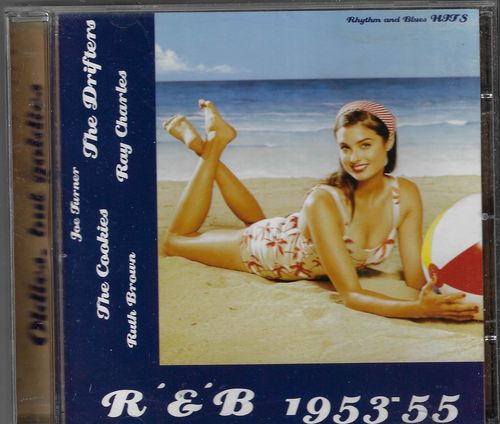 Rhythm and Blues HITS
The Drifters
Ray Charles
Joe Turner
The Cookies
Ruth Brown
Oldies, but goldies
R'&'B 1953-55